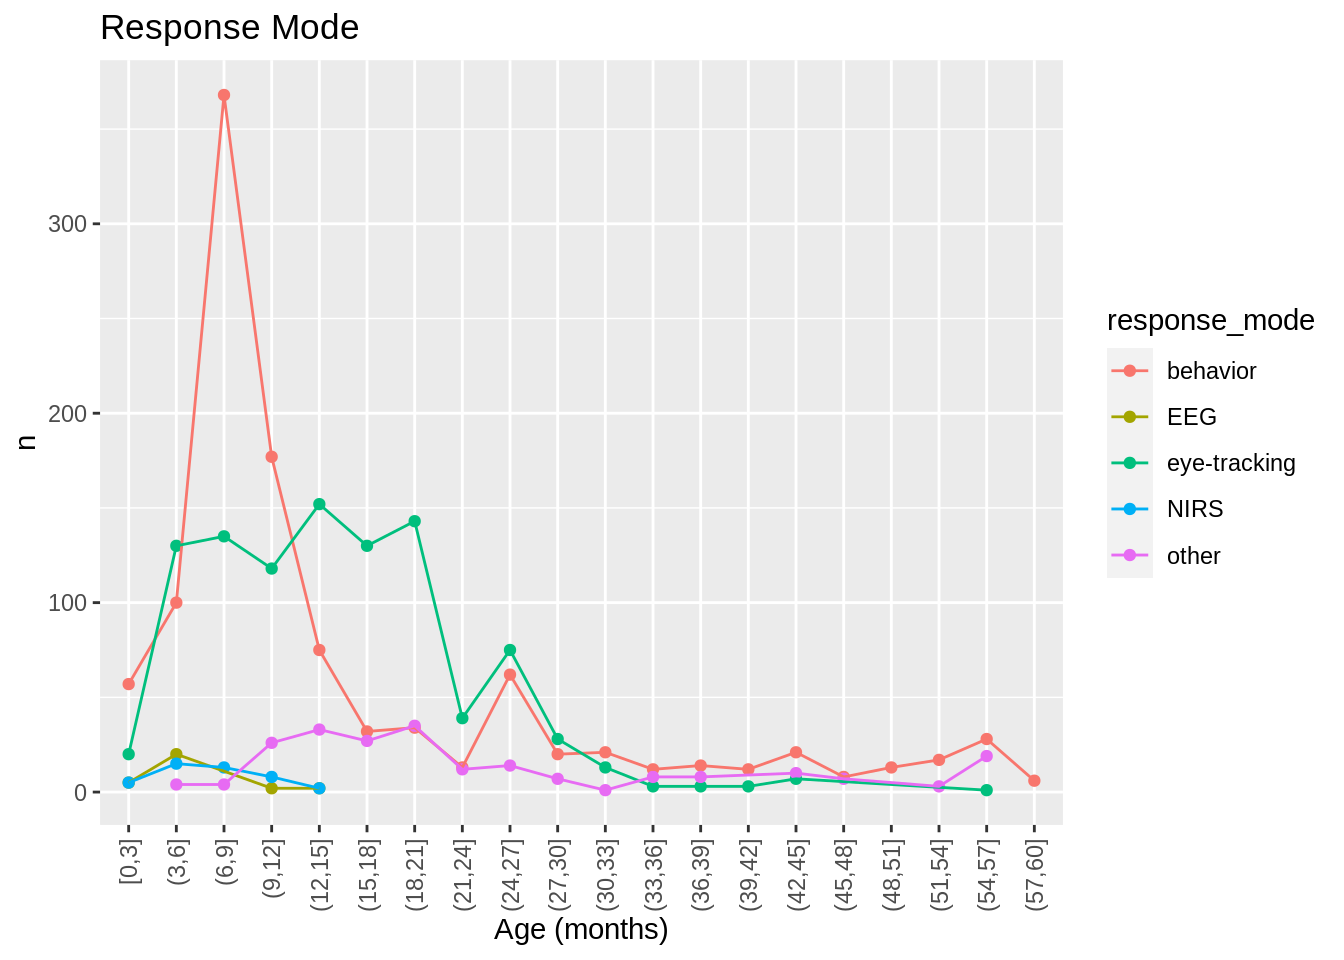 Response Mode
300
200
100
0
n
[0,3]
(3,6]
(6,9]
(9,12]
(12,15]
(15,18]
(18,21]
(21,24]
(24,27]
(27,30]
(30,33]
(33,36]
(36,39]
(39,42]
(42,45]
(45,48]
(48,51]
(51,54]
(54,57]
(57,60]
Age (months)
response_mode
behavior
EEG
eye-tracking
NIRS
other